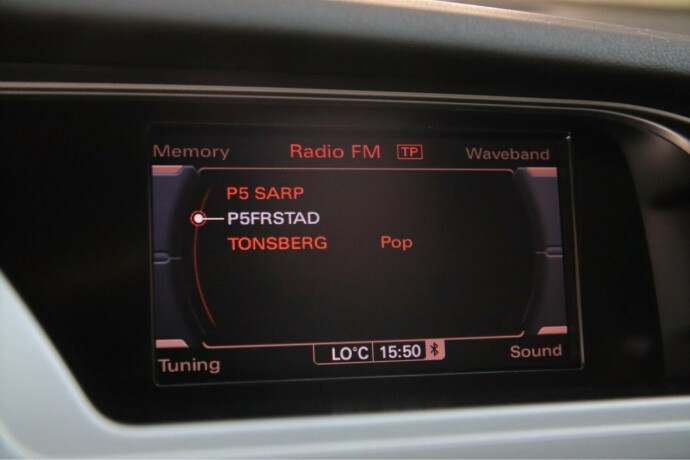 Memory Radio FM TP Waveband
P5 SARP
P5FRSTAD
TONSBERG Pop
LO°C 15:50
Tuning Sound